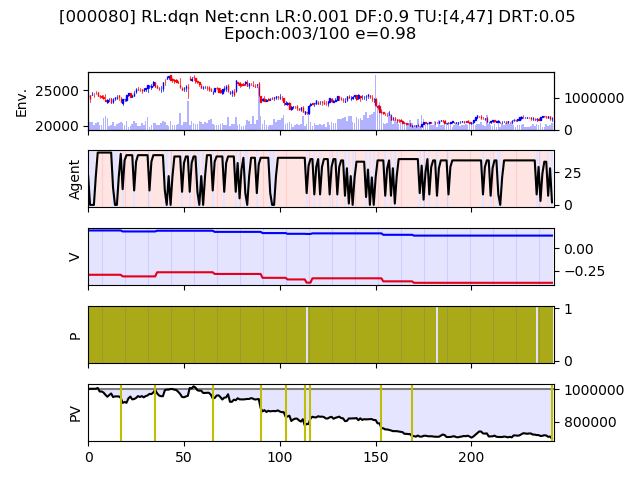 [000080] RL:dqn Net:cnn LR:0.001 DF:0.9 TU:[4,47] DRT:0.05
Epoch:003/100 e=0.98
Env.
25000
20000
1000000
0
Agent
25
0
V
0.00
−0.25
P
1
0
PV
1000000
800000
0
50
100
150
200